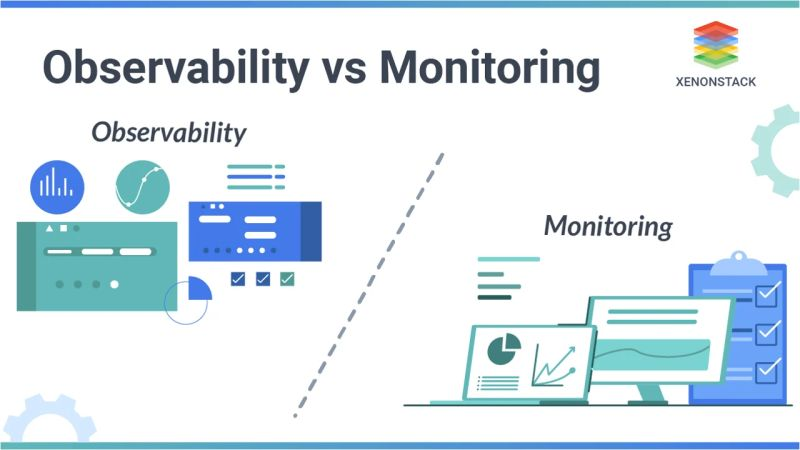 Observability vs Monitoring
XENONSTACK
Observability
Monitoring